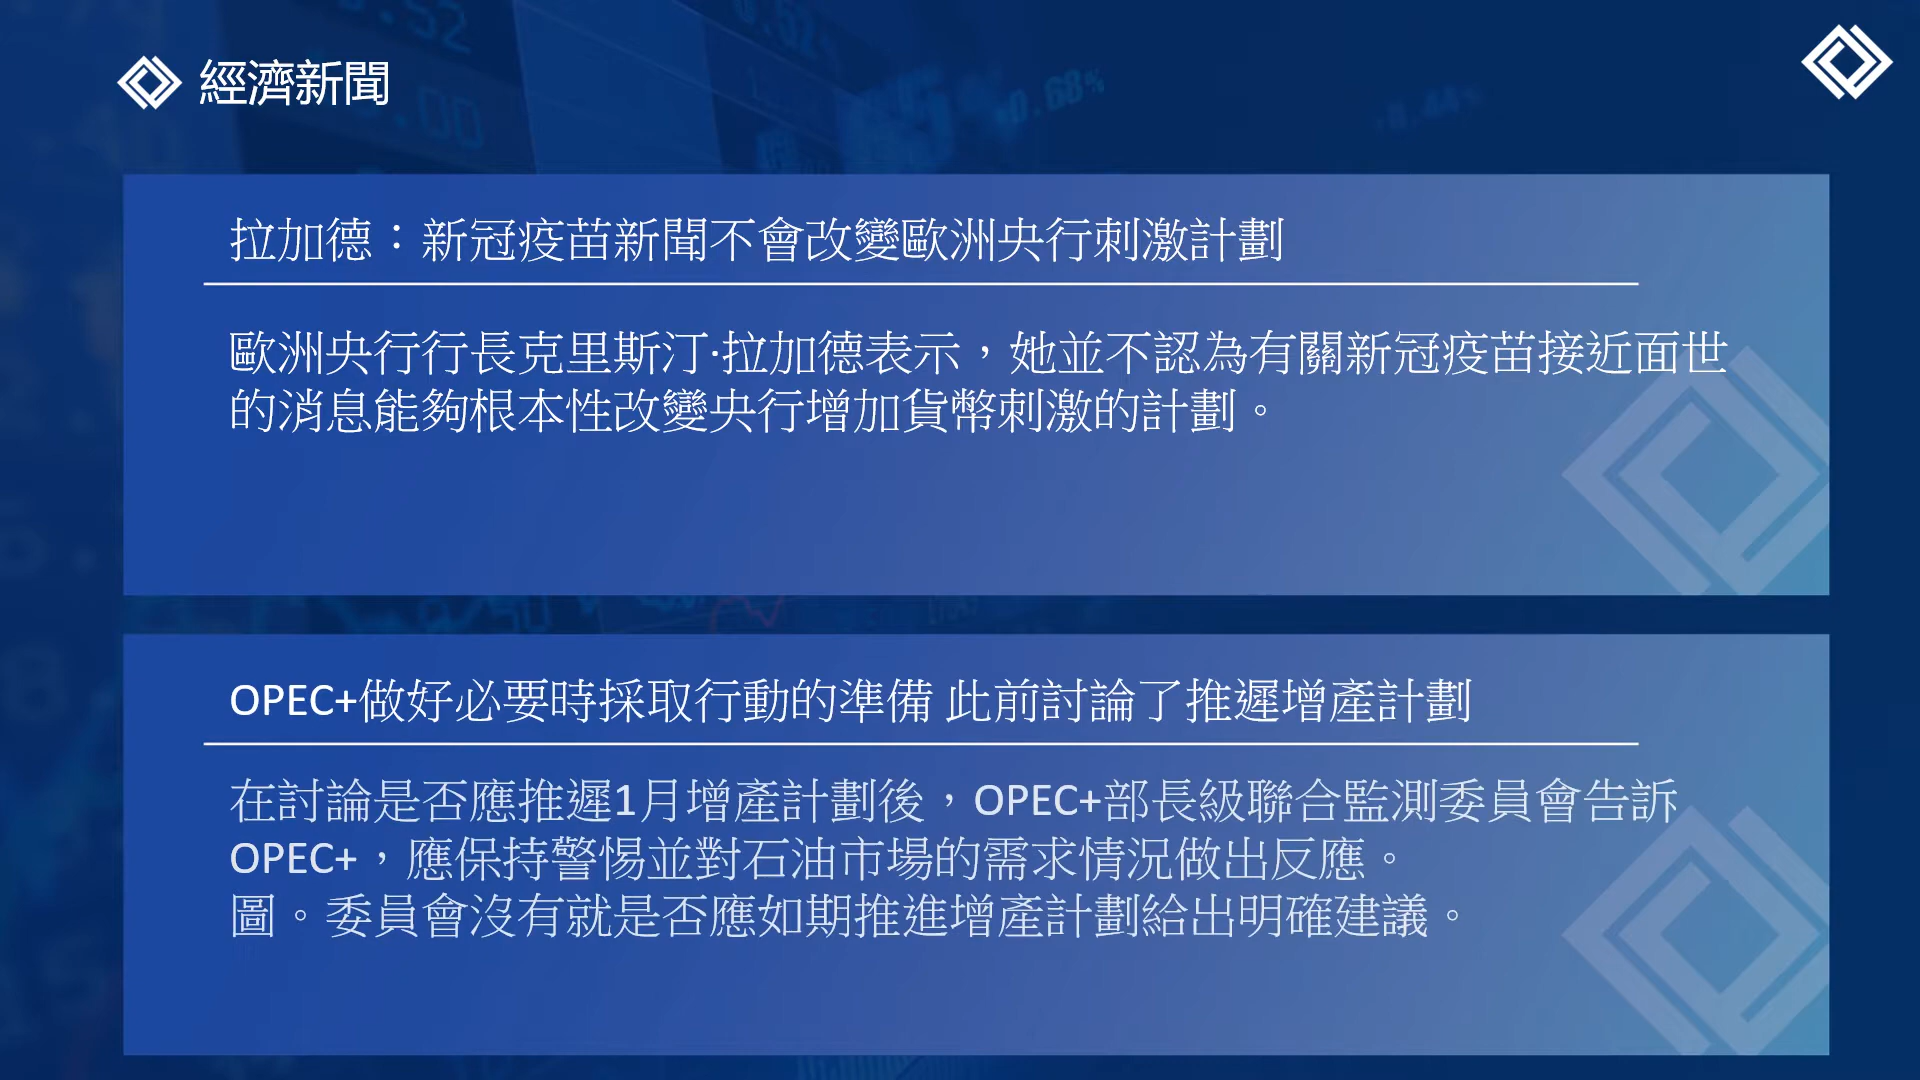 經濟新聞
拉加德：新冠疫苗新聞不會改變歐洲央行刺激計劃
歐洲央行行長克里斯汀·拉加德表示，她並不認為有關新冠疫苗接近面世
的消息能夠根本性改變央行增加貨幣刺激的計劃。
OPEC+做好必要時採取行動的準備 此前討論了推遲增產計劃
在討論是否應推遲1月增產計劃後，OPEC+部長級聯合監測委員會告訴
OPEC+，應保持警惕並對石油市場的需求情況做出反應。
圖。委員會沒有就是否應如期推進增產計劃給出明確建議。